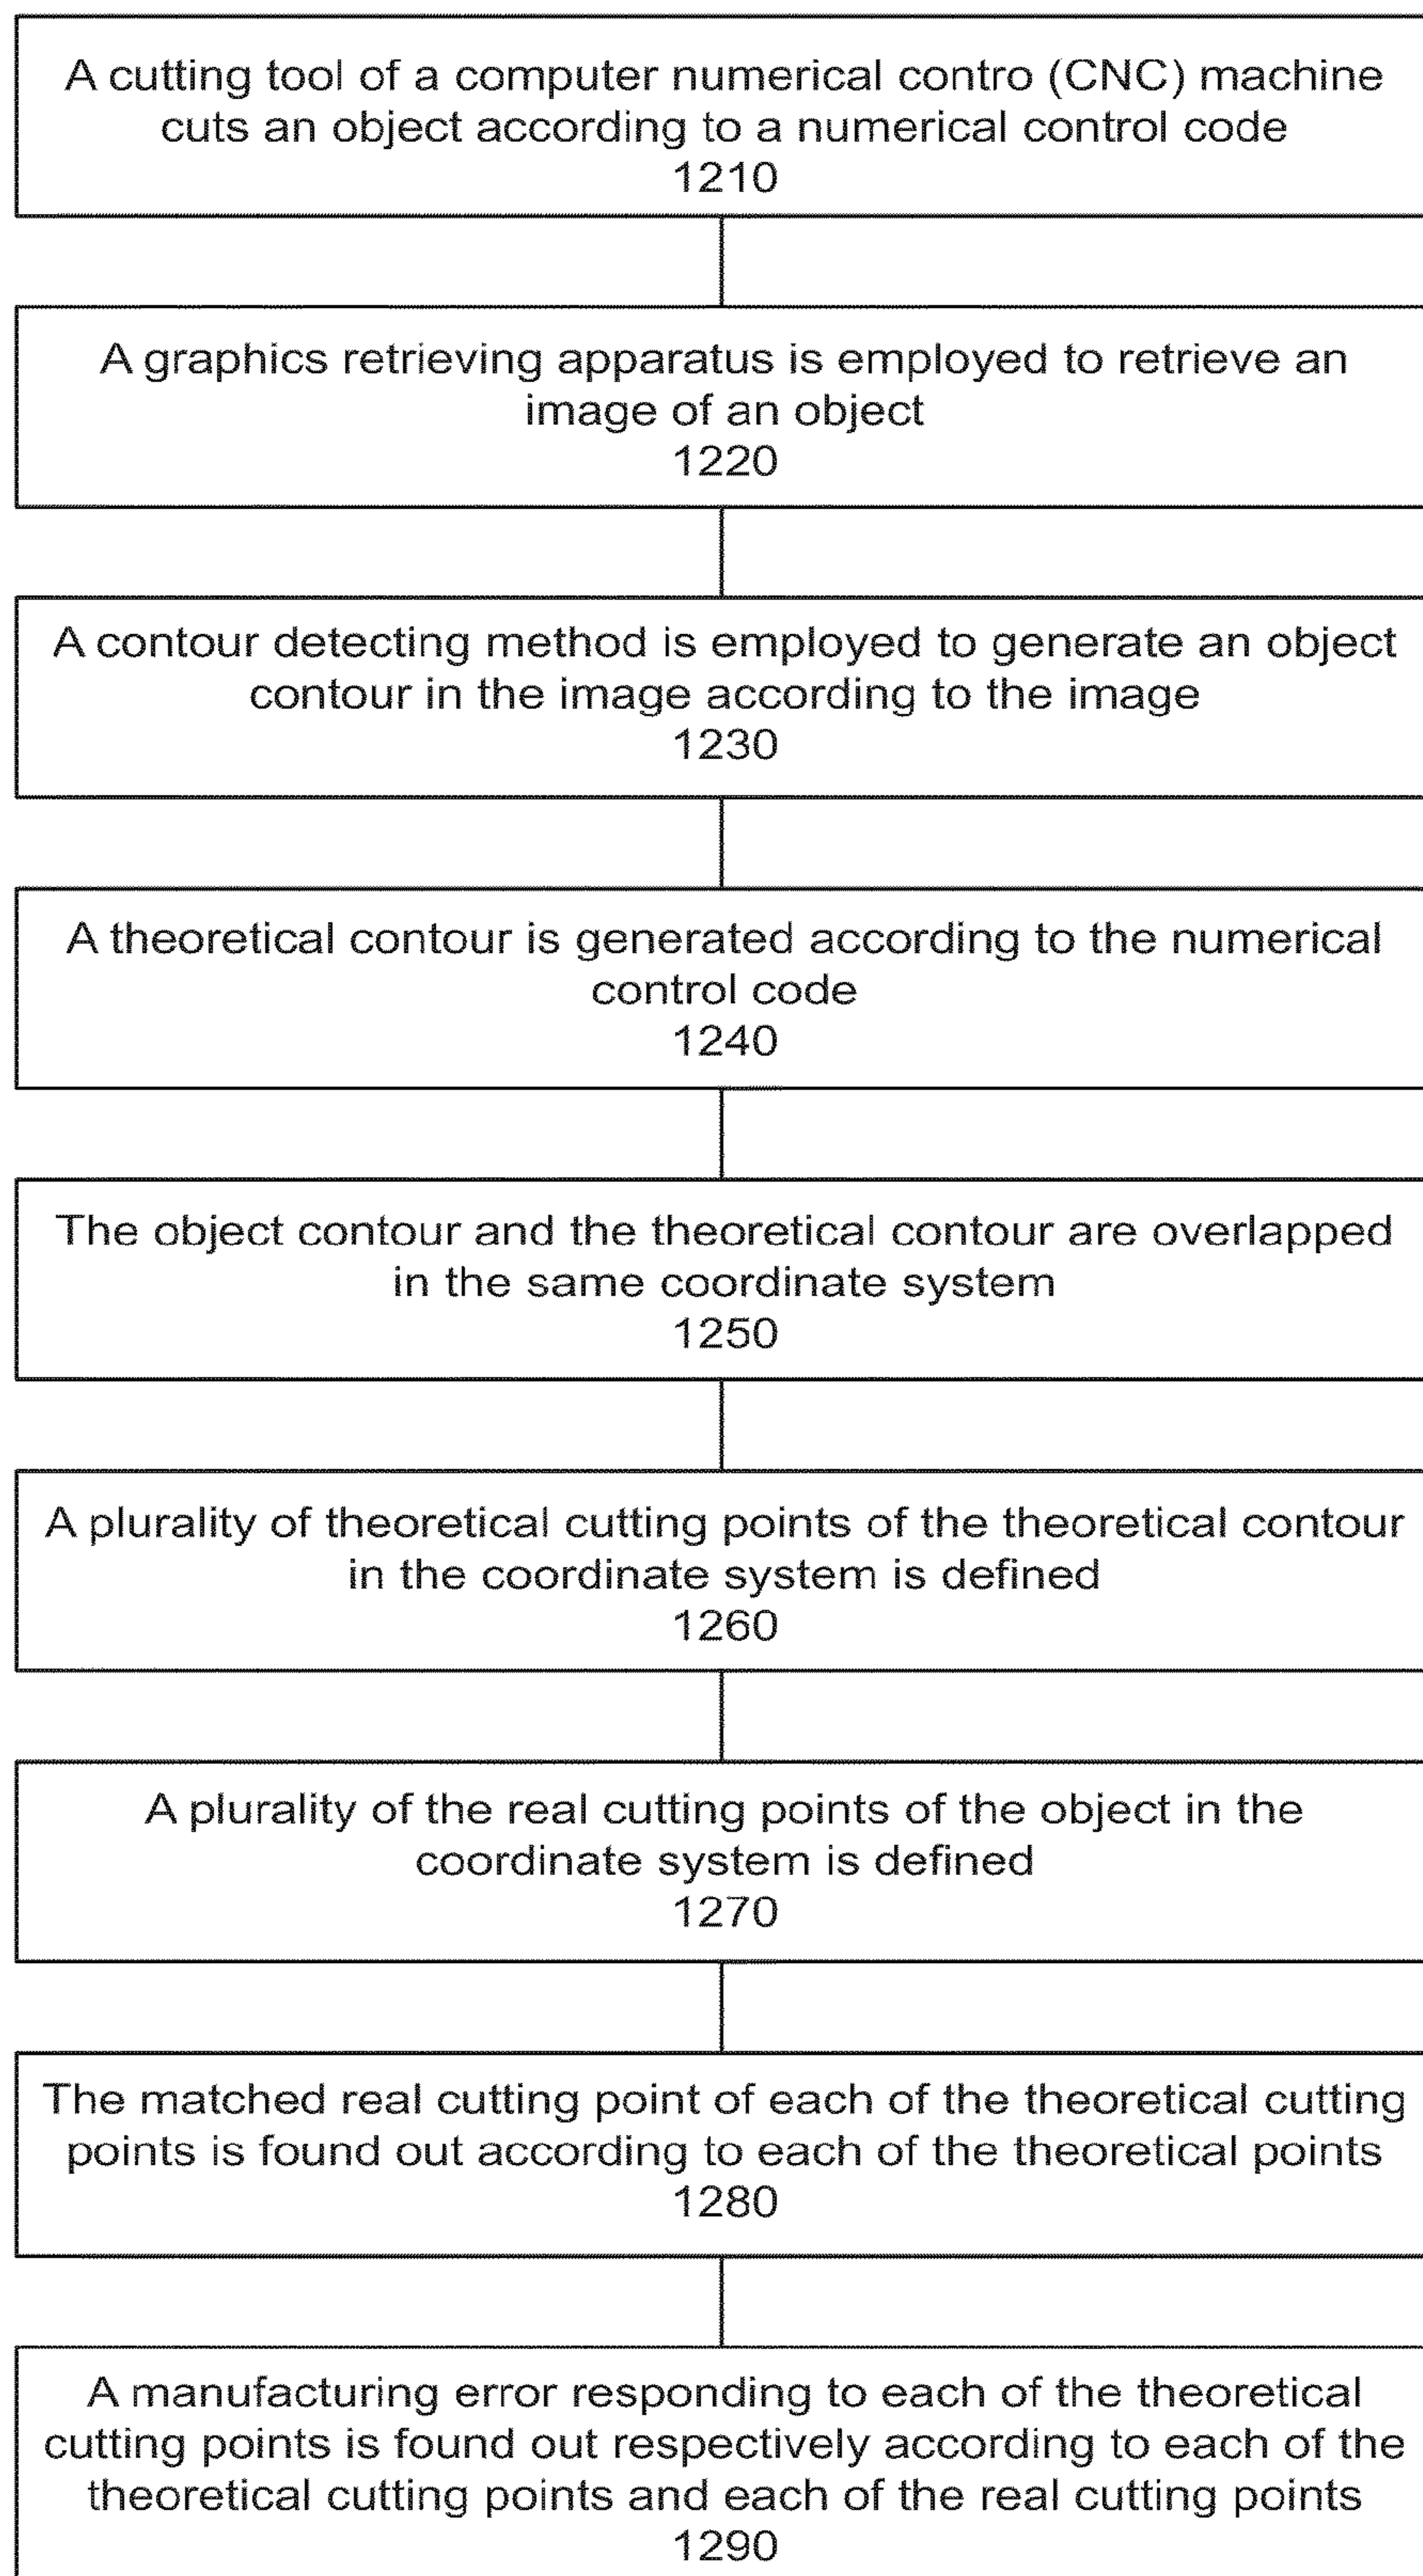 A cutting tool of a computer numerical contro (CNC) machine
cuts an object according to a numerical control code
1210
A graphics retrieving apparatus is employed to retrieve an
image of an object
1220
A contour detecting method is employed to generate an object
contour in the image according to the image
1230
A theoretical contour is generated according to the numerical
control code
1240
The object contour and the theoretical contour are overlapped
in the same coordinate system
1250
A plurality of theoretical cutting points of the theoretical contour
in the coordinate system is defined
1260
A plurality of the real cutting points of the object in the
coordinate system is defined
1270
The matched real cutting point of each of the theoretical cutting
points is found out according to each of the theoretical points
1280
A manufacturing error responding to each of the theoretical
cutting points is found out respectively according to each of the
theoretical cutting points and each of the real cutting points
1290